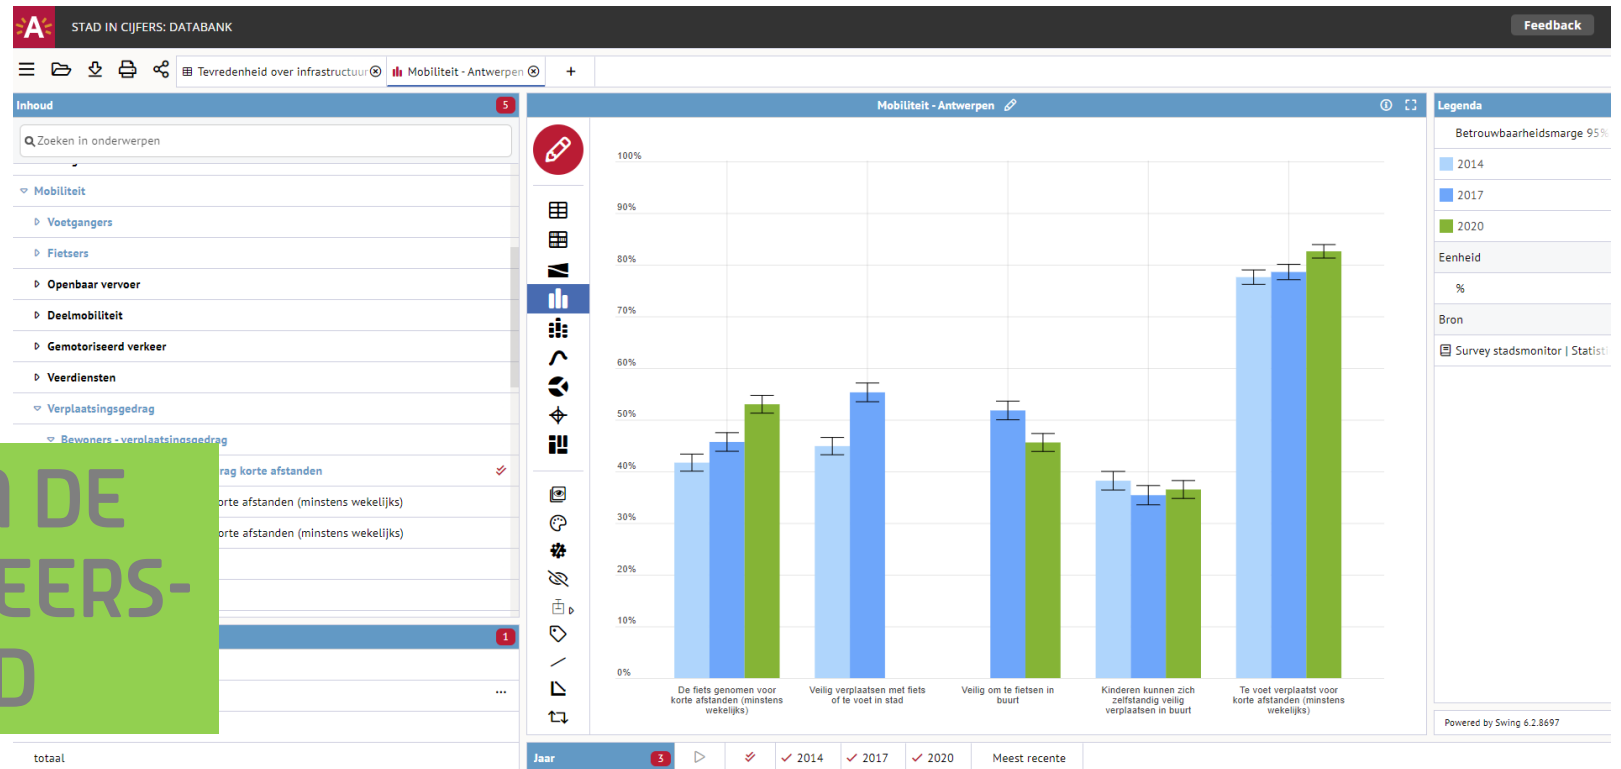 A
STAD IN CIJFERS: DATABANK
Feedback
Tevredenheid over infrastructuur
Mobiliteit - Antwerpen
+
Inhoud
5
Zoeken in onderwerpen
Mobiliteit
Voetgangers
Fietsers
Openbaar vervoer
Deelmobiliteit
Gemotoriseerd verkeer
Veerdiensten
Verplaatsingsgedrag
Bewoners - verplaatsingsgedrag
rag korte afstanden
orte afstanden (minstens wekelijks)
orte afstanden (minstens wekelijks)
DE
EERS-
D
1
...
totaal
Mobiliteit - Antwerpen
100%
90%
80%
70%
60%
50%
40%
30%
20%
10%
0%
De fiets genomen voor
korte afstanden (minstens
wekelijks)
Veilig verplaatsen met fiets
of te voet in stad
Veilig om te fietsen in
buurt
Kinderen kunnen zich
zelfstandig veilig
verplaatsen in buurt
Te voet verplaatst voor
korte afstanden (minstens
wekelijks)
Jaar
3
2014
2017
2020
Meest recente
Legenda
Betrouwbaarheidsmarge 95%
2014
2017
2020
Eenheid
%
Bron
Survey stadsmonitor | Statisti
Powered by Swing 6.2.8697